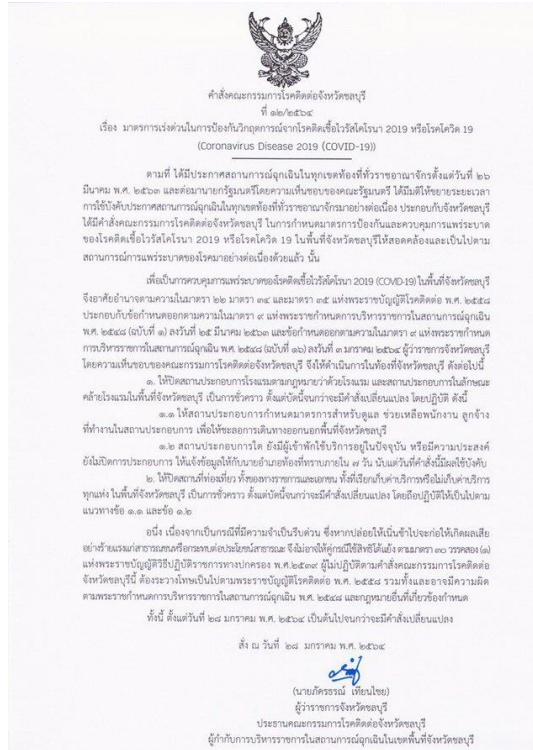 คำสั่งคณะกรรมการโรคติดต่อจังหวัดชลบุรี
ที่ ๑๒/๒๕๖๔
เรื่อง มาตรการเร่งด่วนในการป้องกันวิกฤตการณ์จากโรคติดเชื้อไวรัสโคโรนา 2019 หรือโรคโควิด 19
(Coronavirus Disease 2019 (COVID-19))
ตามที่ ได้มีประกาศสถานการณ์ฉุกเฉินในทุกเขตท้องที่ทั่วราชอาณาจักรตั้งแต่วันที่ ๒๖
มีนาคม พ.ศ. ๒๕๖๓ และต่อมานายกรัฐมนตรีโดยความเห็นชอบของคณะรัฐมนตรี ได้มีมติให้ขยายระยะเวลา
การใช้บังคับประกาศสถานการณ์ฉุกเฉินในทุกเขตท้องที่ทั่วราชอาณาจักรมาอย่างต่อเนื่อง ประกอบกับจังหวัดชลบุรี
ได้มีคำสั่งคณะกรรมการโรคติดต่อจังหวัดชลบุรี ในการกำหนดมาตรการป้องกันและควบคุมการแพร่ระบาด
ของโรคติดเชื้อไวรัสโคโรนา 2019 หรือโรคโควิด 19 ในพื้นที่จังหวัดชลบุรีให้สอดคล้องและเป็นไปตาม
สถานการณ์การแพร่ระบาดของโรคมาอย่างต่อเนื่องด้วยแล้ว นั้น
เพื่อเป็นการควบคุมการแพร่ระบาดของโรคติดเชื้อไวรัสโคโรนา 2019 (COVID-19) ในพื้นที่จังหวัดชลบุรี
จึงอาศัยอำนาจตามความในมาตรา ๒๒ มาตรา ๓๔ และมาตรา ๓๕ แห่งพระราชบัญญัติโรคติดต่อ พ.ศ. ๒๕๕๘
ประกอบกับข้อกำหนดออกตามความในมาตรา ๙ แห่งพระราชกำหนดการบริหารราชการในสถานการณ์ฉุกเฉิน
พ.ศ. ๒๕๔๘ (ฉบับที่ ๑) ลงวันที่ ๒๕ มีนาคม ๒๕๖๓ และข้อกำหนดออกตามความในมาตรา ๙ แห่งพระราชกำหนด
การบริหารราชการในสถานการณ์ฉุกเฉิน พ.ศ. ๒๕๔๘ (ฉบับที่ ๑๖) ลงวันที่ ๓ มกราคม ๒๕๖๔ ผู้ว่าราชการจังหวัดชลบุรี
โดยความเห็นชอบของคณะกรรมการโรคติดต่อจังหวัดชลบุรี จึงให้ดำเนินการในท้องที่จังหวัดชลบุรี ดังต่อไปนี้
๑. ให้ปิดสถานประกอบการโรงแรมตามกฎหมายว่าด้วยโรงแรม และสถานประกอบการในลักษณะ
คล้ายโรงแรมในพื้นที่จังหวัดชลบุรี เป็นการชั่วคราว ตั้งแต่บัดนี้จนกว่าจะมีคำสั่งเปลี่ยนแปลง โดยปฏิบัติ ดังนี้
๑.๑ ให้สถานประกอบการกำหนดมาตรการสำหรับดูแล ช่วยเหลือพนักงาน ลูกจ้าง
ที่ทำงานในสถานประกอบการ เพื่อให้ชะลอการเดินทางออกนอกพื้นที่จังหวัดชลบุรี
๑.๒ สถานประกอบการใด ยังมีผู้เข้าพักใช้บริการอยู่ในปัจจุบัน หรือมีความประสงค์
ยังไม่ปิดการประกอบการ ให้แจ้งข้อมูลให้กับนายอำเภอท้องที่ทราบภายใน ๗ วัน นับแต่วันที่คำสั่งนี้มีผลใช้บังคับ
๒. ให้ปิดสถานที่ท่องเที่ยว ทั้งของทางราชการและเอกชน ทั้งที่เรียกเก็บค่าบริการหรือไม่เก็บค่าบริการ
ทุกแห่ง ในพื้นที่จังหวัดชลบุรี เป็นการชั่วคราว ตั้งแต่บัดนี้จนกว่าจะมีคำสั่งเปลี่ยนแปลง โดยถือปฏิบัติให้เป็นไปตาม
แนวทางข้อ ๑.๑ และข้อ ๑.๒
อนึ่ง เนื่องจากเป็นกรณีที่มีความจำเป็นรีบด่วน ซึ่งหากปล่อยให้เนิ่นช้าไปจะก่อให้เกิดผลเสีย
อย่างร้ายแรงแก่สาธารณชนหรือกระทบต่อประโยชน์สาธารณะ จึงไม่อาจให้คู่กรณีใช้สิทธิโต้แย้ง ตามมาตรา ๓๐ วรรคสอง (๑)
แห่งพระราชบัญญัติวิธีปฏิบัติราชการทางปกครอง พ.ศ.๒๕๓๙ ผู้ไม่ปฏิบัติตามคำสั่งคณะกรรมการโรคติดต่อ
จังหวัดชลบุรีนี้ ต้องระวางโทษเป็นไปตามพระราชบัญญัติโรคติดต่อ พ.ศ. ๒๕๕๘ รวมทั้งและอาจมีความผิด
ตามพระราชกำหนดการบริหารราชการในสถานการณ์ฉุกเฉิน พ.ศ. ๒๕๔๘ และกฎหมายอื่นที่เกี่ยวข้องกำหนด
ทั้งนี้ ตั้งแต่วันที่ ๒๘ มกราคม พ.ศ. ๒๕๖๔ เป็นต้นไปจนกว่าจะมีคำสั่งเปลี่ยนแปลง
สั่ง ณ วันที่ ๒๘ มกราคม พ.ศ. ๒๕๖๔
(นายภัครธรณ์ เทียนไชย)
ผู้ว่าราชการจังหวัดชลบุรี
ประธานคณะกรรมการโรคติดต่อจังหวัดชลบุรี
ผู้กำกับการบริหารราชการในสถานการณ์ฉุกเฉินในเขตพื้นที่จังหวัดชลบุรี